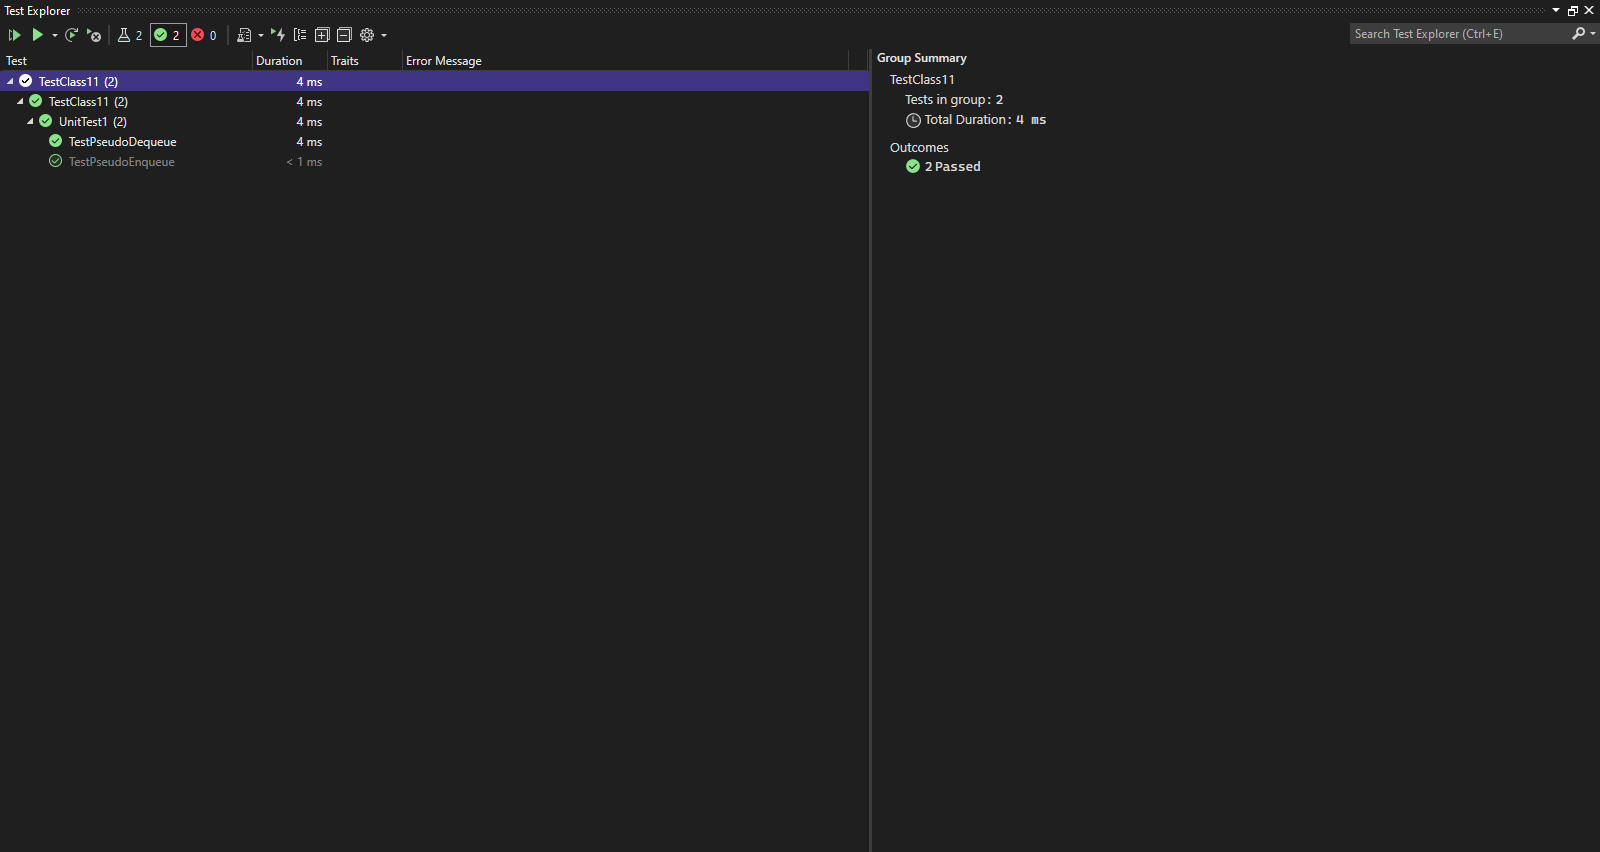 Test Explorer
2 2 0
Search Test Explorer (Ctrl+E)
Test Duration Traits Error Message
TestClass11 (2) 4 ms
TestClass11 (2) 4 ms
UnitTest1 (2) 4 ms
TestPseudoDequeue 4 ms
TestPseudoEnqueue < 1 ms
Group Summary
TestClass11
Tests in group: 2
Total Duration: 4 ms
Outcomes
2 Passed